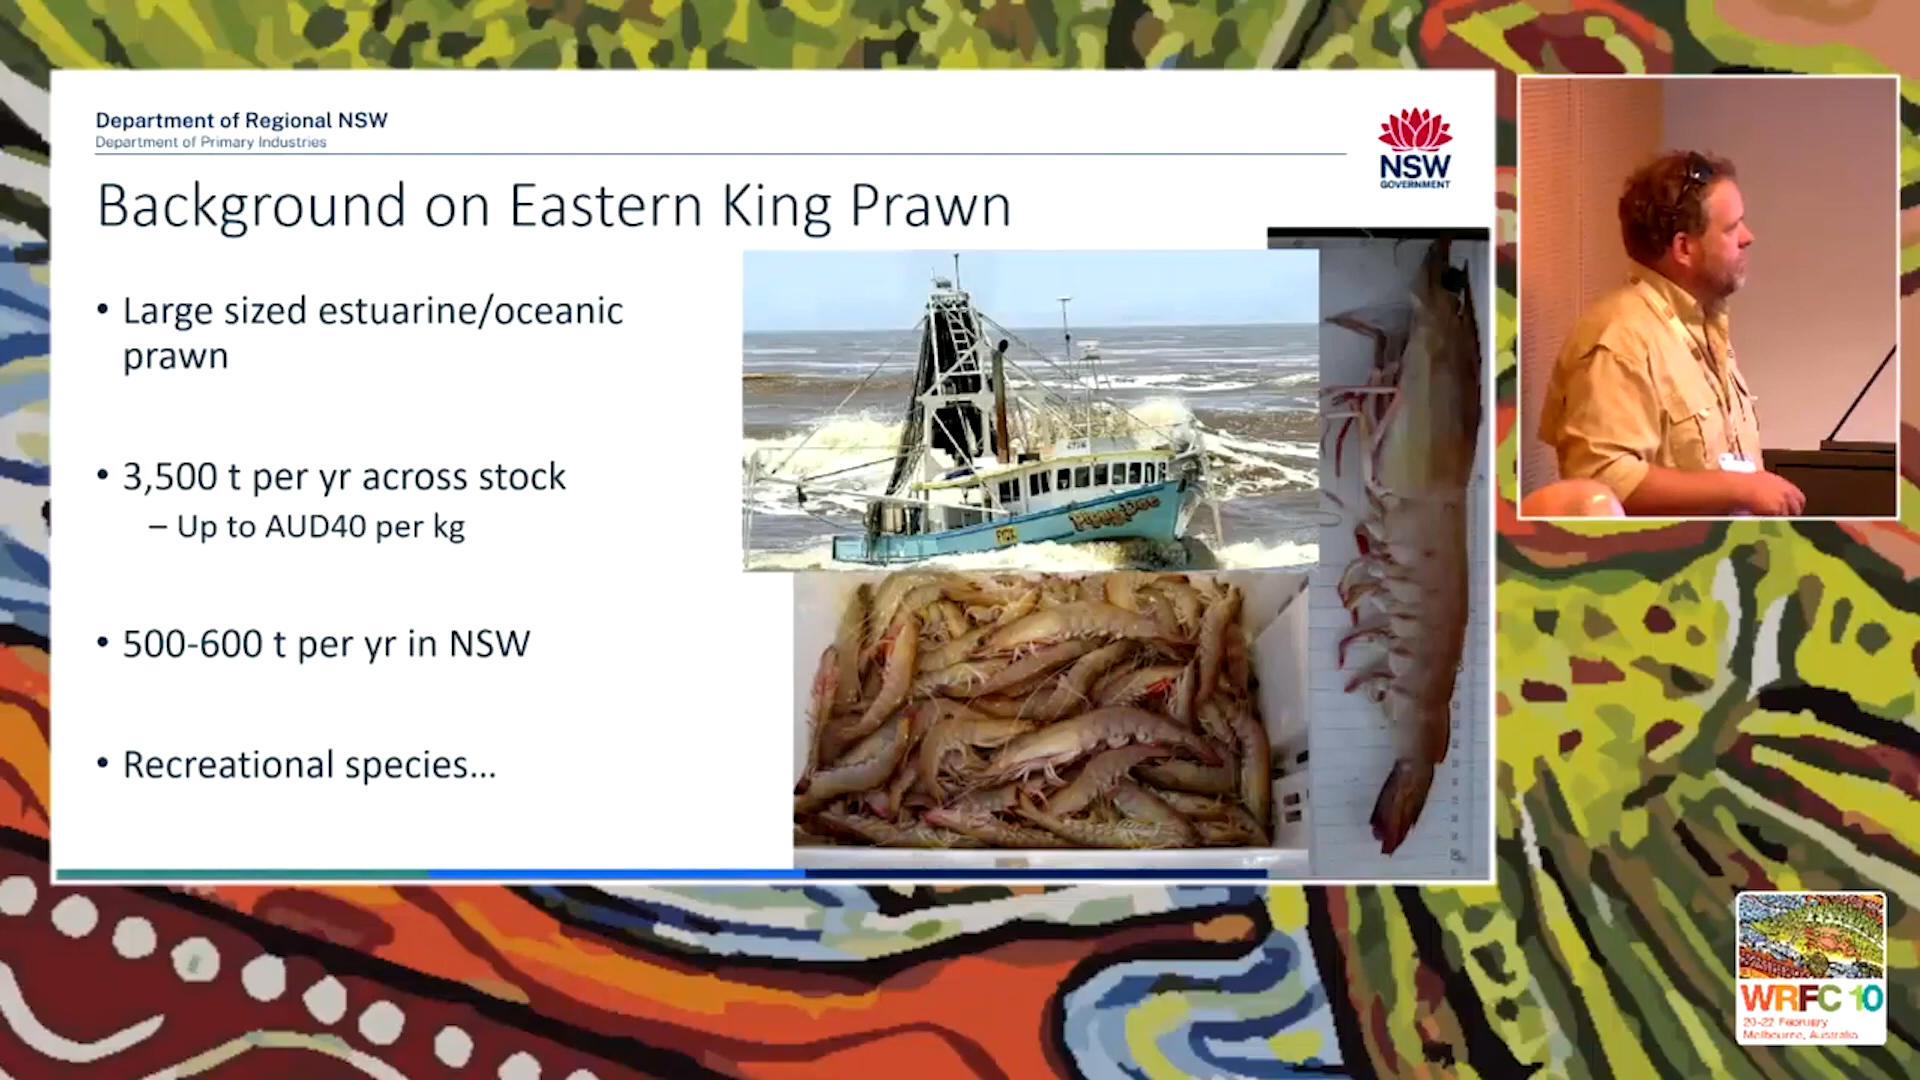 Department of Regional NSW
Department of Primary Industries
NSW
GOVERNMENT
Background on Eastern King Prawn
• Large sized estuarine/oceanic
prawn
• 3,500 t per yr across stock
– Up to AUD40 per kg
• 500-600 t per yr in NSW
• Recreational species...
WRFC 10
20-22 February
Melbourne, Australia